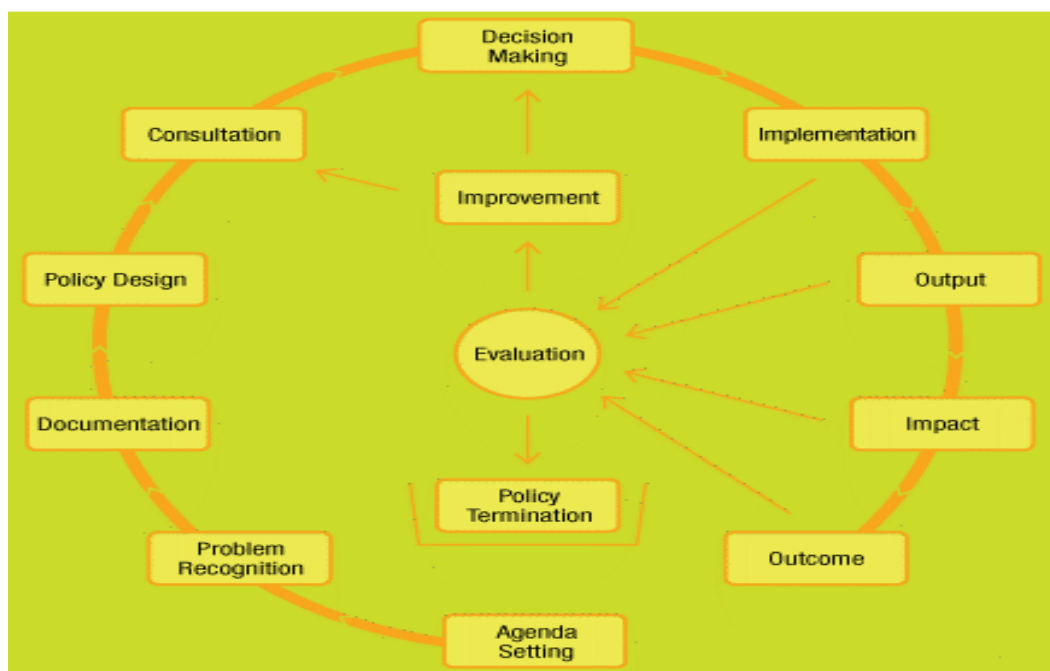 Decision
Making
Consultation
Implementation
Improvement
Policy Design
Output
Evaluation
Documentation
Impact
Policy
Termination
Problem
Recognition
Outcome
Agenda
Setting